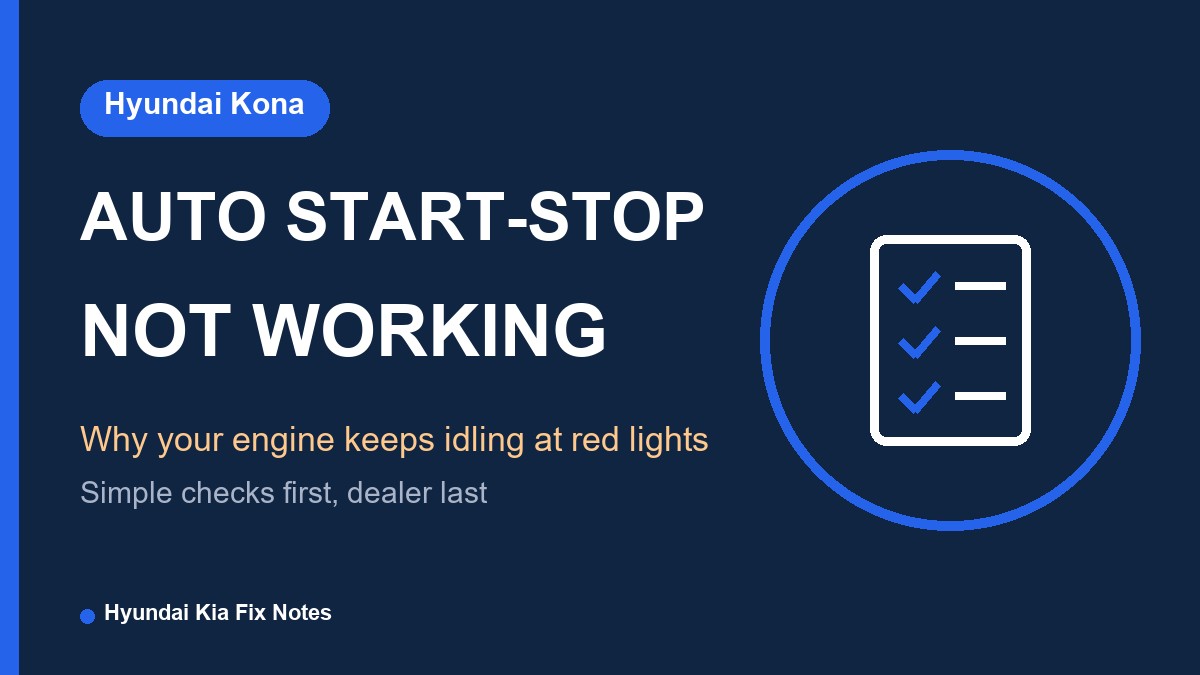 Hyundai Kona
AUTO START-STOP
NOT WORKING
Why your engine keeps idling at red lights
Simple checks first, dealer last
Hyundai Kia Fix Notes